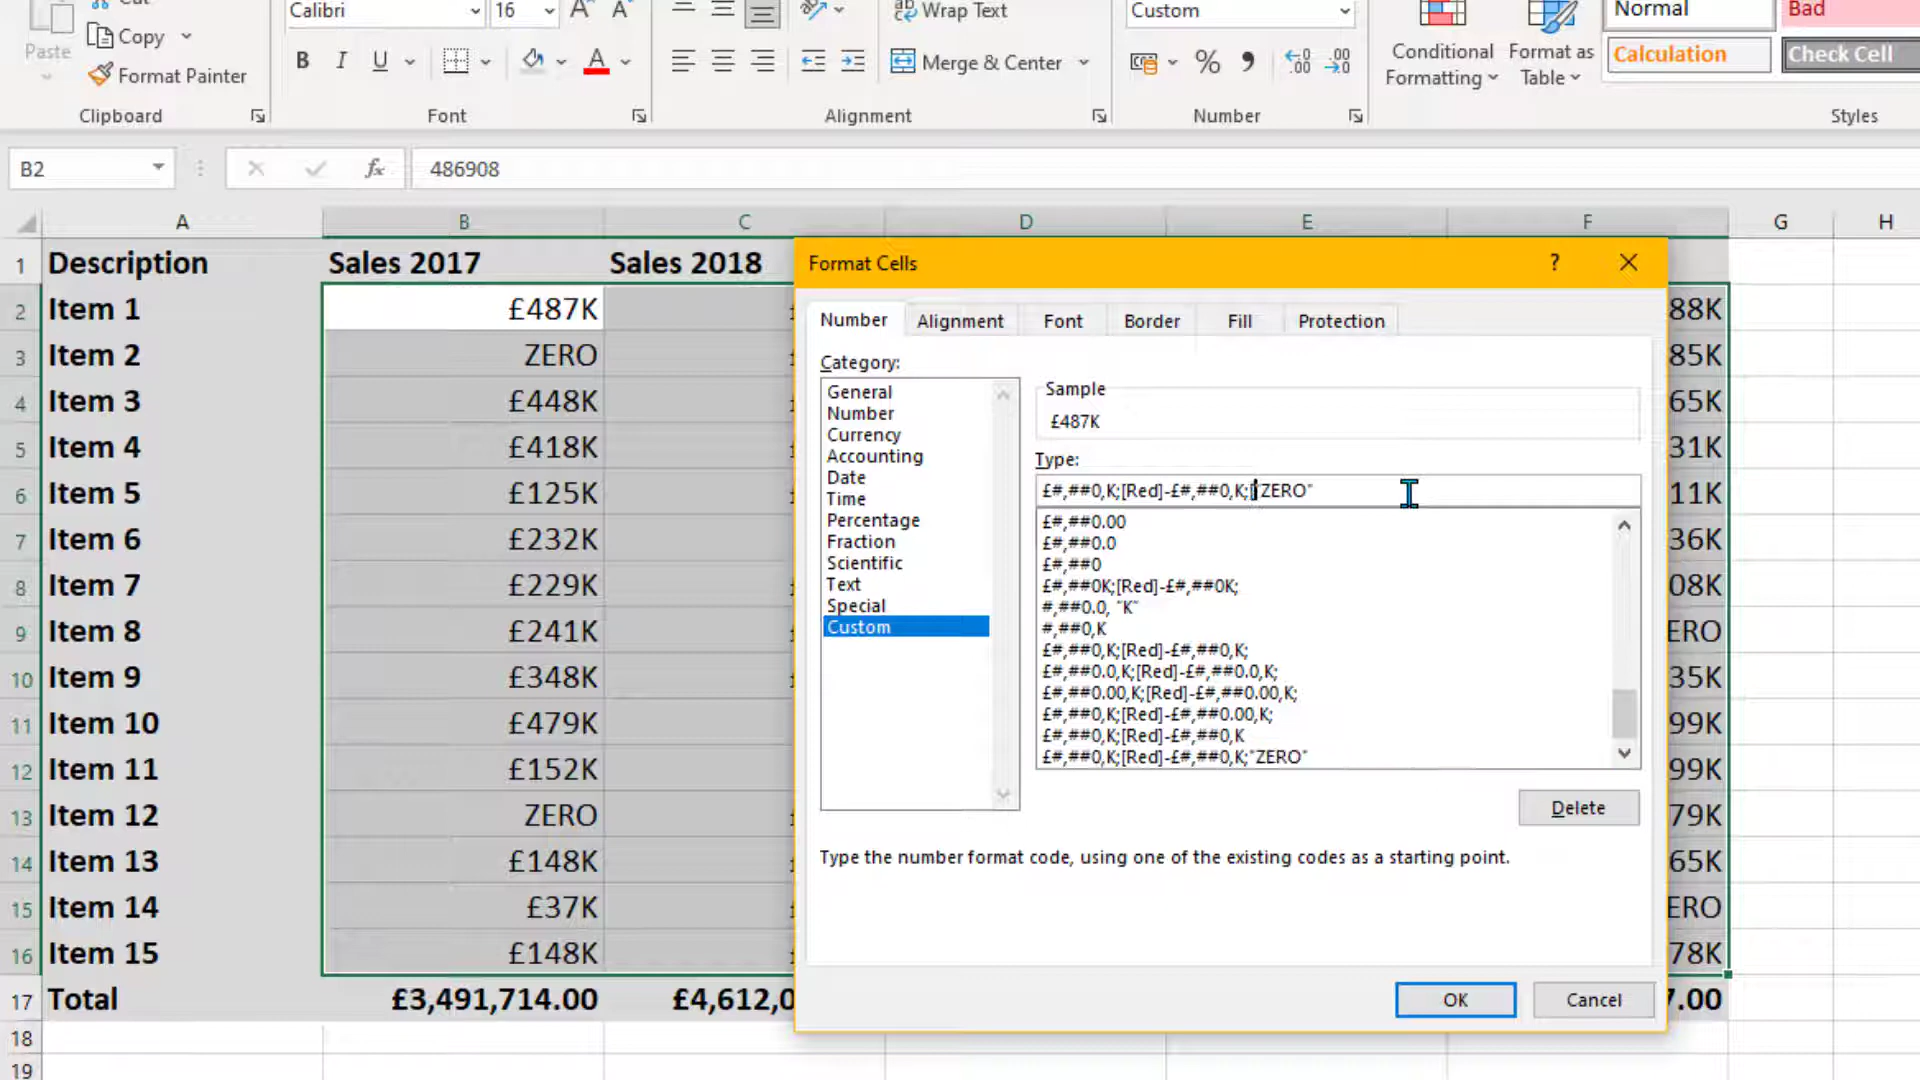 Cut
Calibri 16 A A Wrap Text Custom Normal Bad
Paste Copy
Format Painter
B I U A Merge & Center % Conditional Formatting Format as Table Calculation Check Cell
Clipboard Font Alignment Number Styles
B2 fx 486908
A B C D E F G H
1 Description Sales 2017 Sales 2018
2 Item 1 £487K 88K
3 Item 2 ZERO 85K
4 Item 3 £448K 65K
5 Item 4 £418K 31K
6 Item 5 £125K 11K
7 Item 6 £232K 36K
8 Item 7 £229K 08K
9 Item 8 £241K ERO
10 Item 9 £348K 35K
11 Item 10 £479K 99K
12 Item 11 £152K 99K
13 Item 12 ZERO 79K
14 Item 13 £148K 65K
15 Item 14 £37K ERO
16 Item 15 £148K 78K
17 Total £3,491,714.00 £4,612,0 7.00
18
19
Format Cells ? ×
Number Alignment Font Border Fill Protection
Category:
General
Number
Currency
Accounting
Date
Time
Percentage
Fraction
Scientific
Text
Special
Custom
Sample
£487K
Type:
£#,##0,K;[Red]-£#,##0,K;["ZERO"
£#,##0.00
£#,##0.0
£#,##0
£#,##0K;[Red]-£#,##0K;
#,##0.0, "K"
#,##0,K
£#,##0,K;[Red]-£#,##0,K;
£#,##0.0,K;[Red]-£#,##0.0,K;
£#,##0.00,K;[Red]-£#,##0.00,K;
£#,##0,K;[Red]-£#,##0.00,K;
£#,##0,K;[Red]-£#,##0,K
£#,##0,K;[Red]-£#,##0,K;"ZERO"
Delete
Type the number format code, using one of the existing codes as a starting point.
OK Cancel